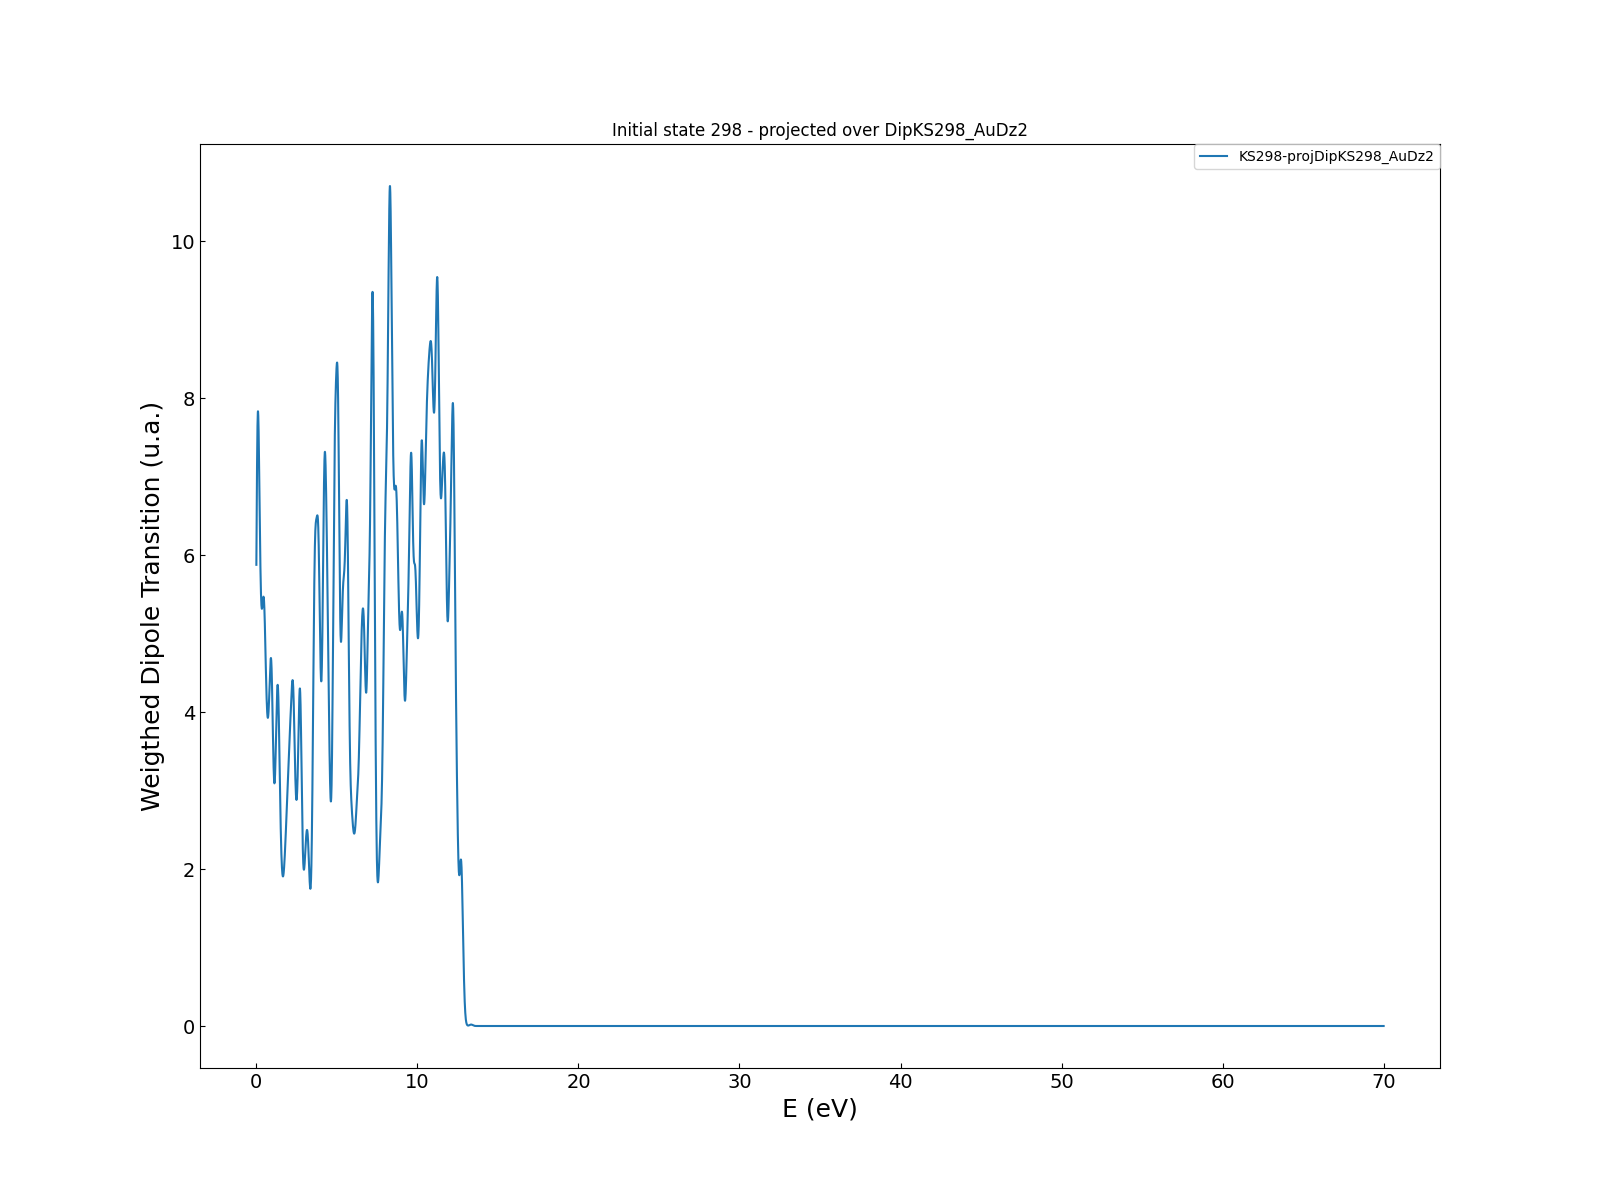 Initial state 298 - projected over DipKS298_AuDz2
KS298-projDipKS298_AuDz2
Weigthed Dipole Transition (u.a.)
10
8
6
4
2
0
0 10 20 30 40 50 60 70
E (eV)